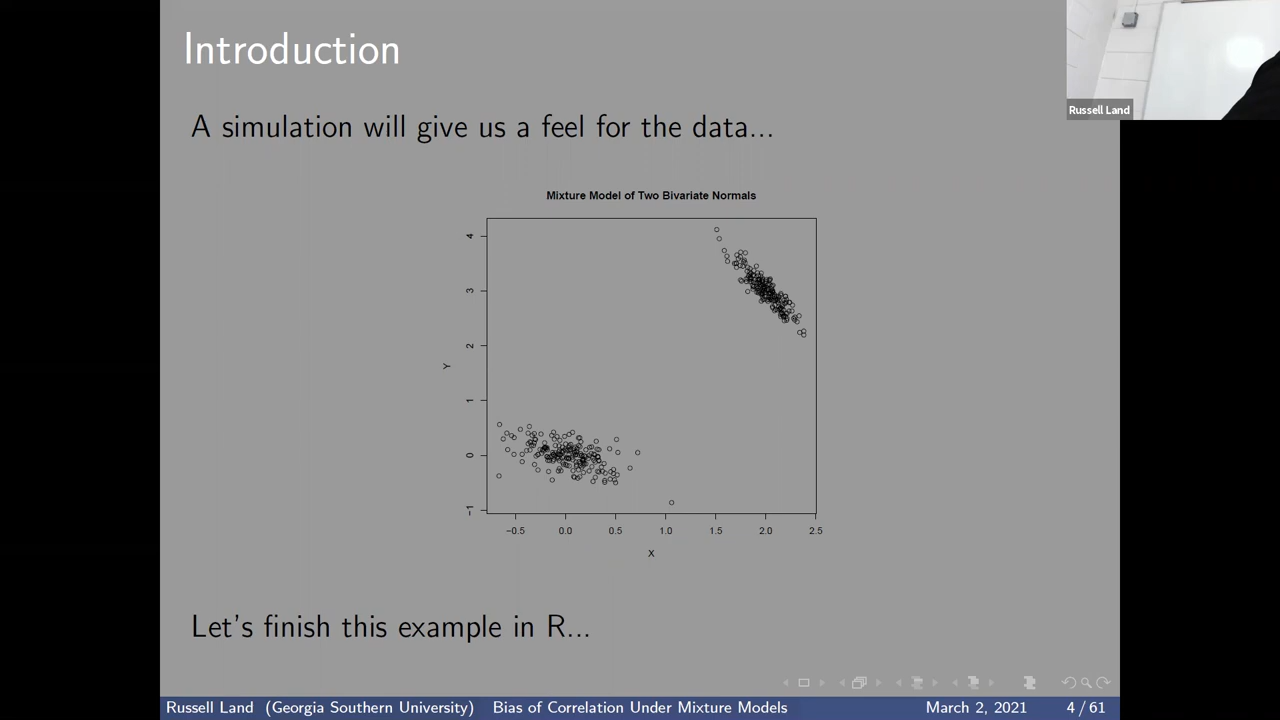 Introduction
Russell Land
A simulation will give us a feel for the data...
Mixture Model of Two Bivariate Normals
4
3
2
1
0
−1
Y
−0.5 0.0 0.5 1.0 1.5 2.0 2.5
X
Let's finish this example in R...
Russell Land (Georgia Southern University) Bias of Correlation Under Mixture Models March 2, 2021 4 / 61